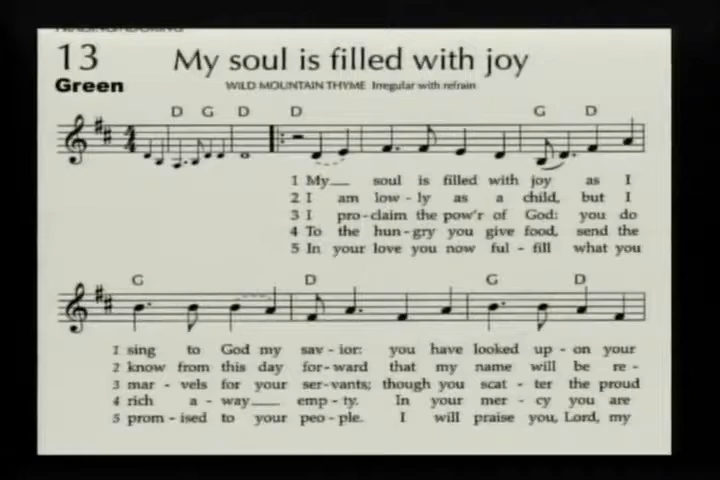 13 My soul is filled with joy
Green WILD MOUNTAIN THYME Irregular with refrain
D G D D G D
1 My__ soul is filled with joy as I
2 I am low - ly as a child, but I
3 I pro - claim the pow'r of God: you do
4 To the hun - gry you give food, send the
5 In your love you now ful - fill what you
G D G D
1 sing to God my sav - ior: you have looked up - on your
2 know from this day for - ward that my name will be re -
3 mar - vels for your ser - vants; though you scat - ter the proud
4 rich a - way__ emp - ty. In your mer - cy you are
5 prom - ised to your peo - ple. I will praise you, Lord, my